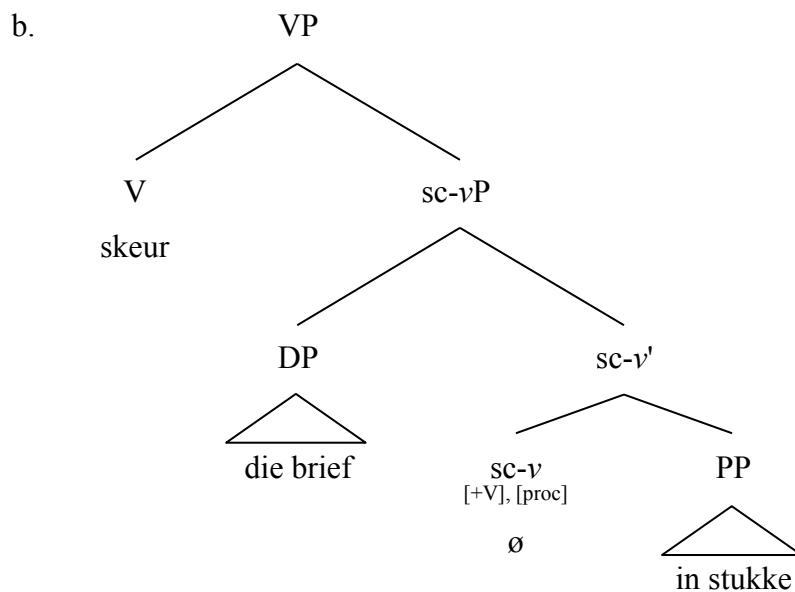 b.
VP
V sc-vP
skeur
DP sc-v'
die brief sc-v PP
[+V], [proc]
ø
in stukke